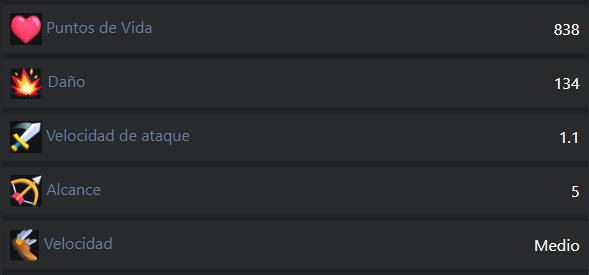 Puntos de Vida 838
Daño 134
Velocidad de ataque 1.1
Alcance 5
Velocidad Medio